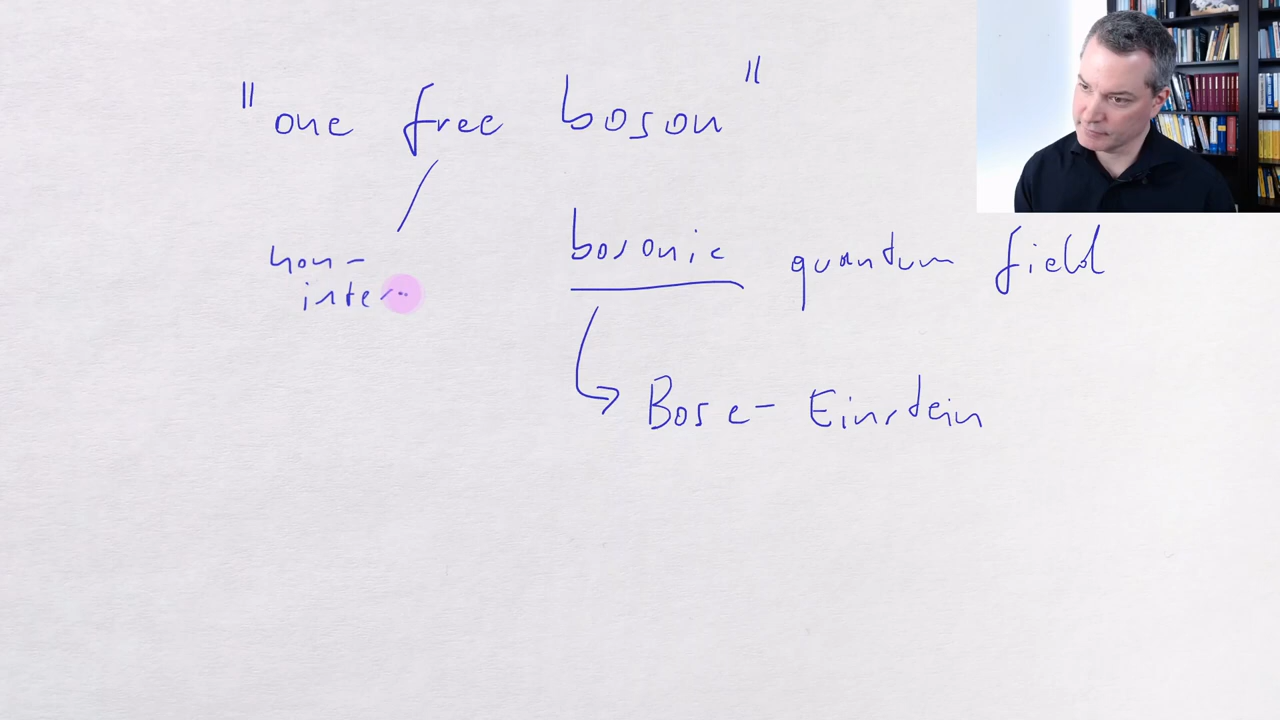 "one free boson"
non-
inter..
bosonic quantum field
Bose-Einstein